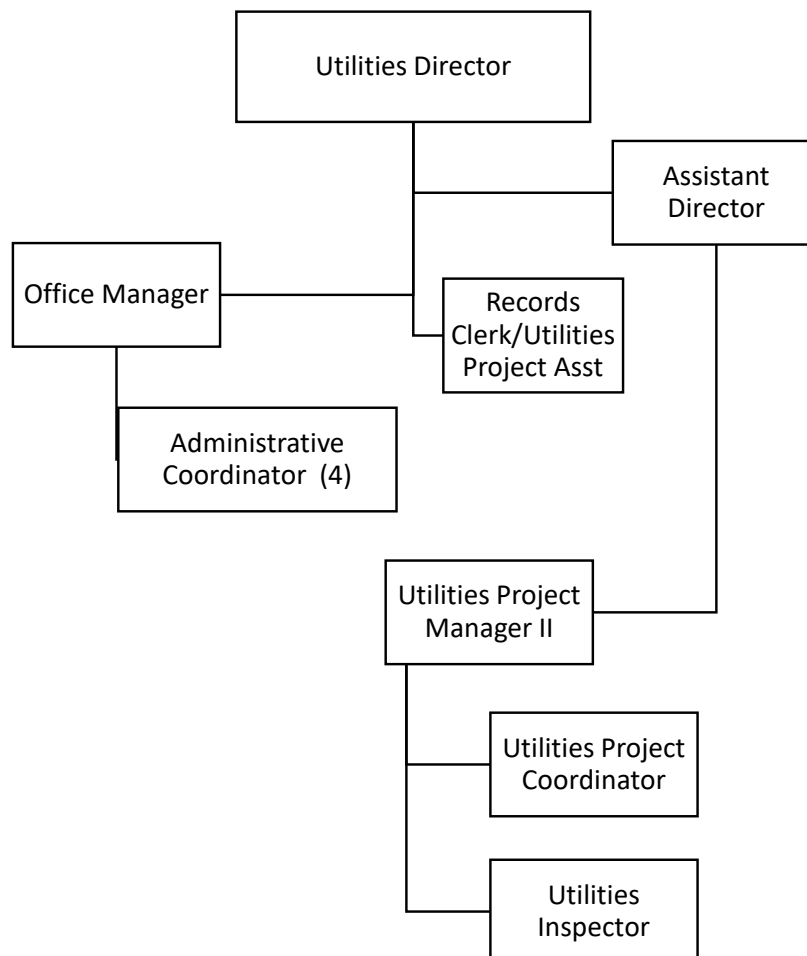 Utilities Director
Assistant
Director
Office Manager
Records
Clerk/Utilities
Project Asst
Administrative
Coordinator  (4)
Utilities Project
Manager II
Utilities Project
Coordinator
Utilities
Inspector